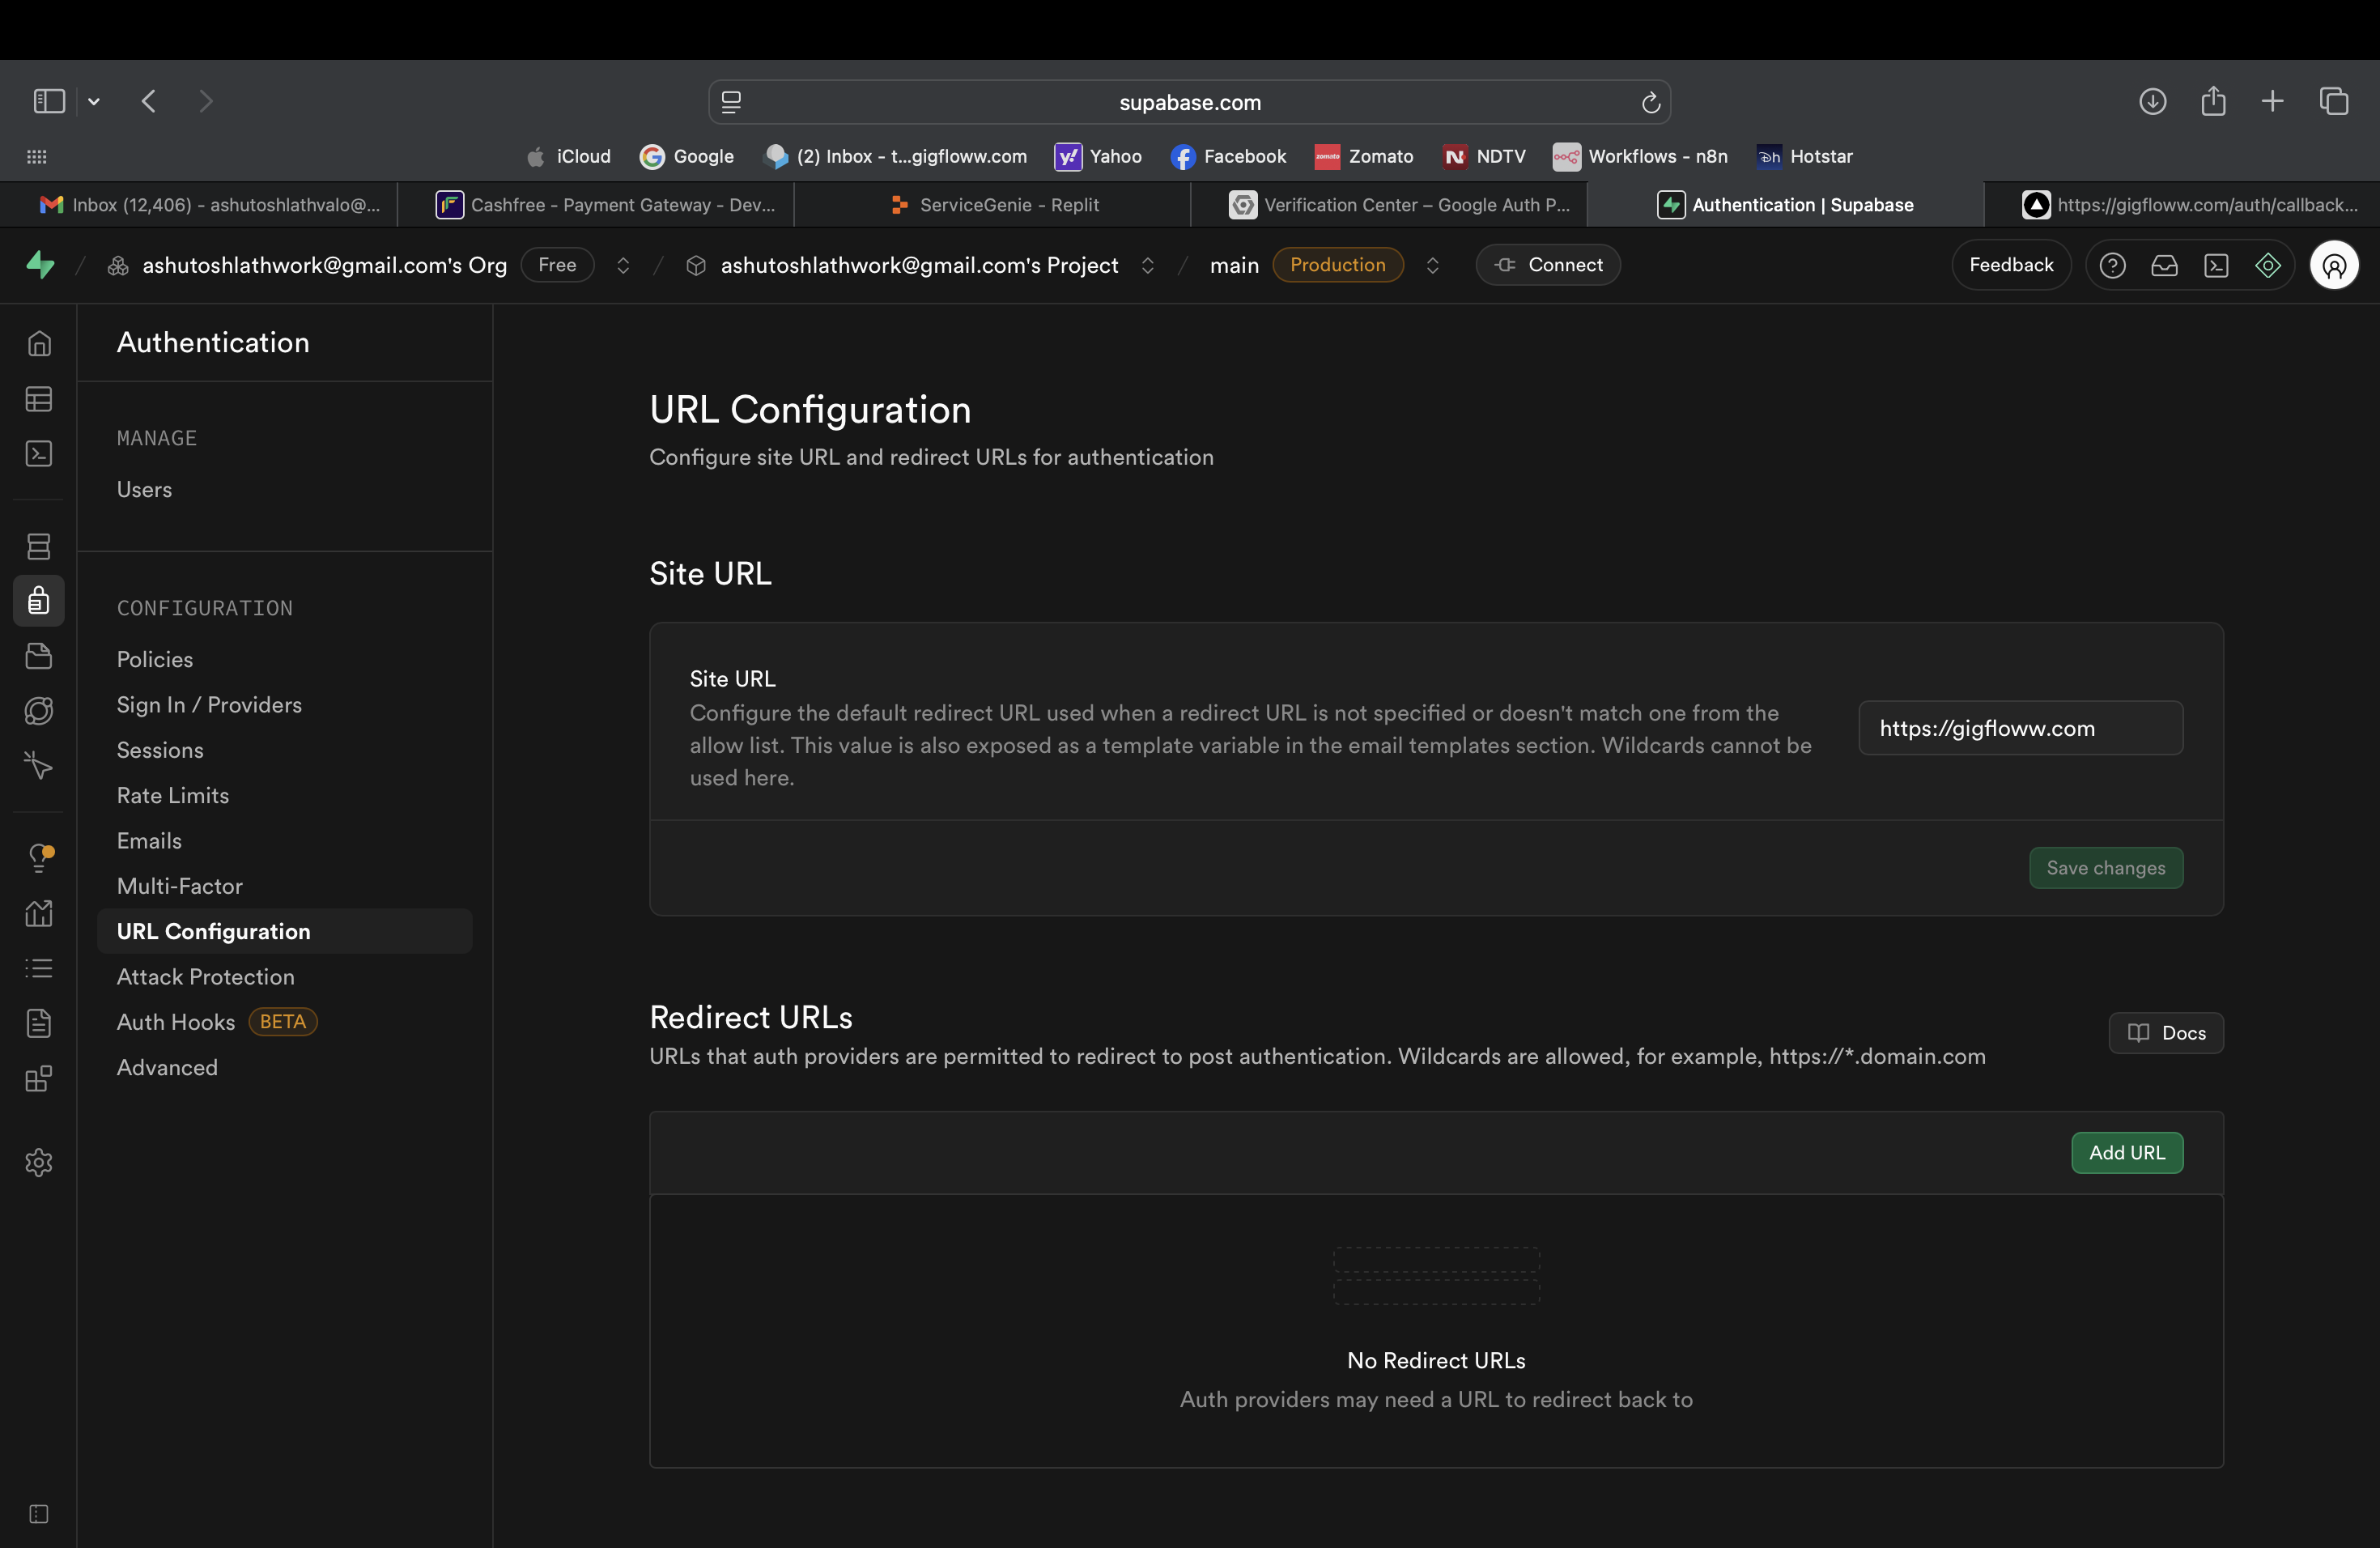 supabase.com
iCloud
Google
(2) Inbox - t...gigfloww.com
Yahoo
Facebook
Zomato
NDTV
Workflows - n8n
Hotstar
Inbox (12,406) - ashutoshlathvalo@...
Cashfree - Payment Gateway - Dev...
ServiceGenie - Replit
Verification Center – Google Auth P...
Authentication | Supabase
https://gigfloww.com/auth/callback...
ashutoshlathwork@gmail.com's Org
Free
ashutoshlathwork@gmail.com's Project
main
Production
Connect
Feedback
Authentication
MANAGE
Users
CONFIGURATION
Policies
Sign In / Providers
Sessions
Rate Limits
Emails
Multi-Factor
URL Configuration
Attack Protection
Auth Hooks BETA
Advanced
URL Configuration
Configure site URL and redirect URLs for authentication
Site URL
Site URL
Configure the default redirect URL used when a redirect URL is not specified or doesn't match one from the
allow list. This value is also exposed as a template variable in the email templates section. Wildcards cannot be
used here.
https://gigfloww.com
Save changes
Redirect URLs
URLs that auth providers are permitted to redirect to post authentication. Wildcards are allowed, for example, https://*.domain.com
Docs
Add URL
No Redirect URLs
Auth providers may need a URL to redirect back to